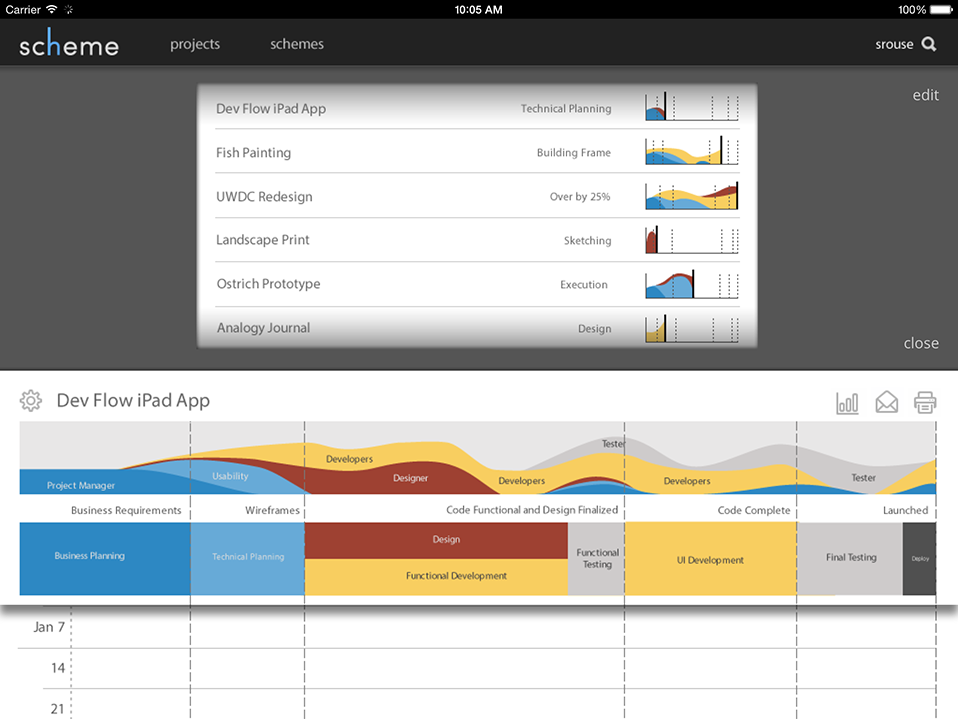 Carrier 10:05 AM 100%
scheme projects schemes srouse
edit
Dev Flow iPad App Technical Planning
Fish Painting Building Frame
UWDC Redesign Over by 25%
Landscape Print Sketching
Ostrich Prototype Execution
Analogy Journal Design
close
Dev Flow iPad App
Tester
Developers
Project Manager Usability Designer Developers Developers Tester
Business Requirements Wireframes Code Functional and Design Finalized Code Complete Launched
Design
Business Planning Technical Planning Functional Testing UI Development Final Testing Deploy
Functional Development
Jan 7
14
21